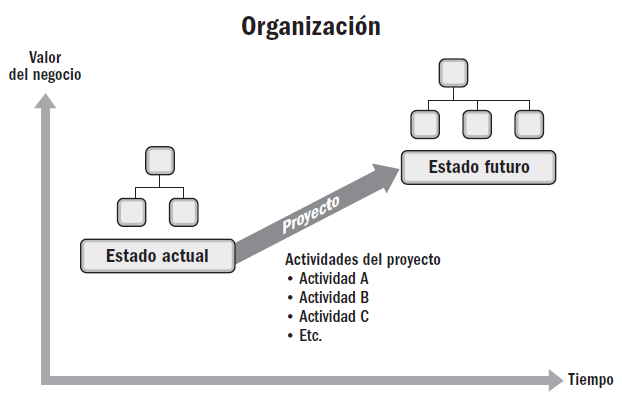 Organización
Valor
del negocio
Estado futuro
Proyecto
Estado actual
Actividades del proyecto
• Actividad A
• Actividad B
• Actividad C
• Etc.
Tiempo